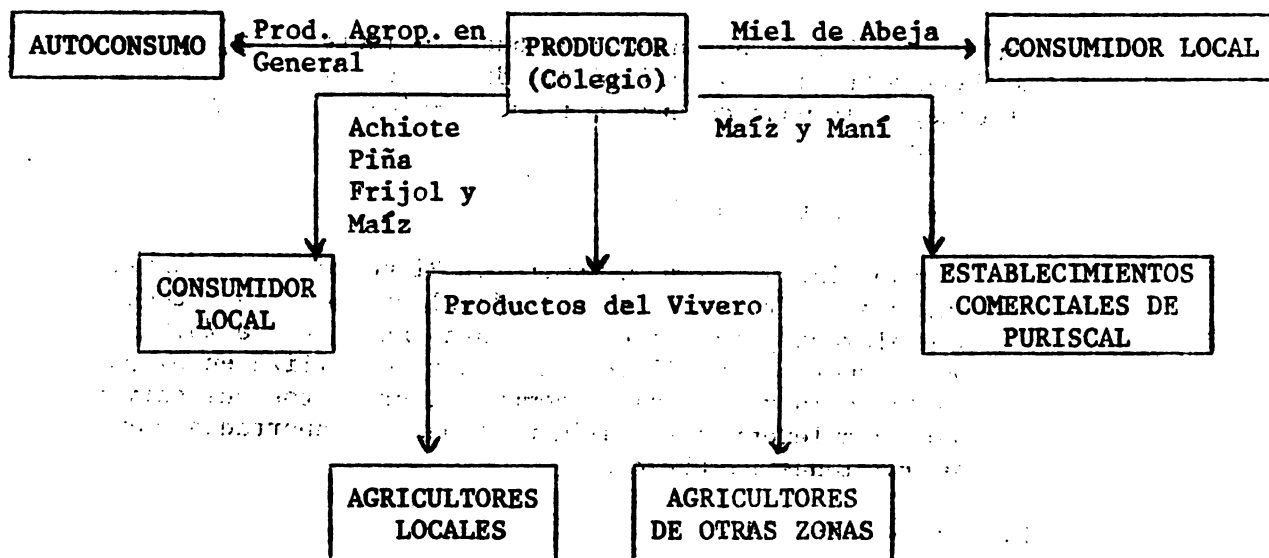 AUTOCONSUMO
Prod. Agrop. en
General
PRODUCTOR
(Colegio)
Miel de Abeja
CONSUMIDOR LOCAL
Achiote
Piña
Frijol y
Maíz
Maíz y Maní
CONSUMIDOR
LOCAL
Productos del Vivero
ESTABLECIMIENTOS
COMERCIALES DE
PURISCAL
AGRICULTORES
LOCALES
AGRICULTORES
DE OTRAS ZONAS